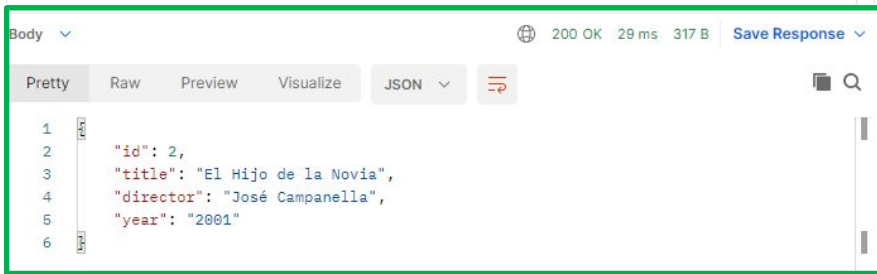 Body
200 OK 29 ms 317 B Save Response
Pretty Raw Preview Visualize JSON
1 {
2 "id": 2,
3 "title": "El Hijo de la Novia",
4 "director": "José Campanella",
5 "year": "2001"
6 }